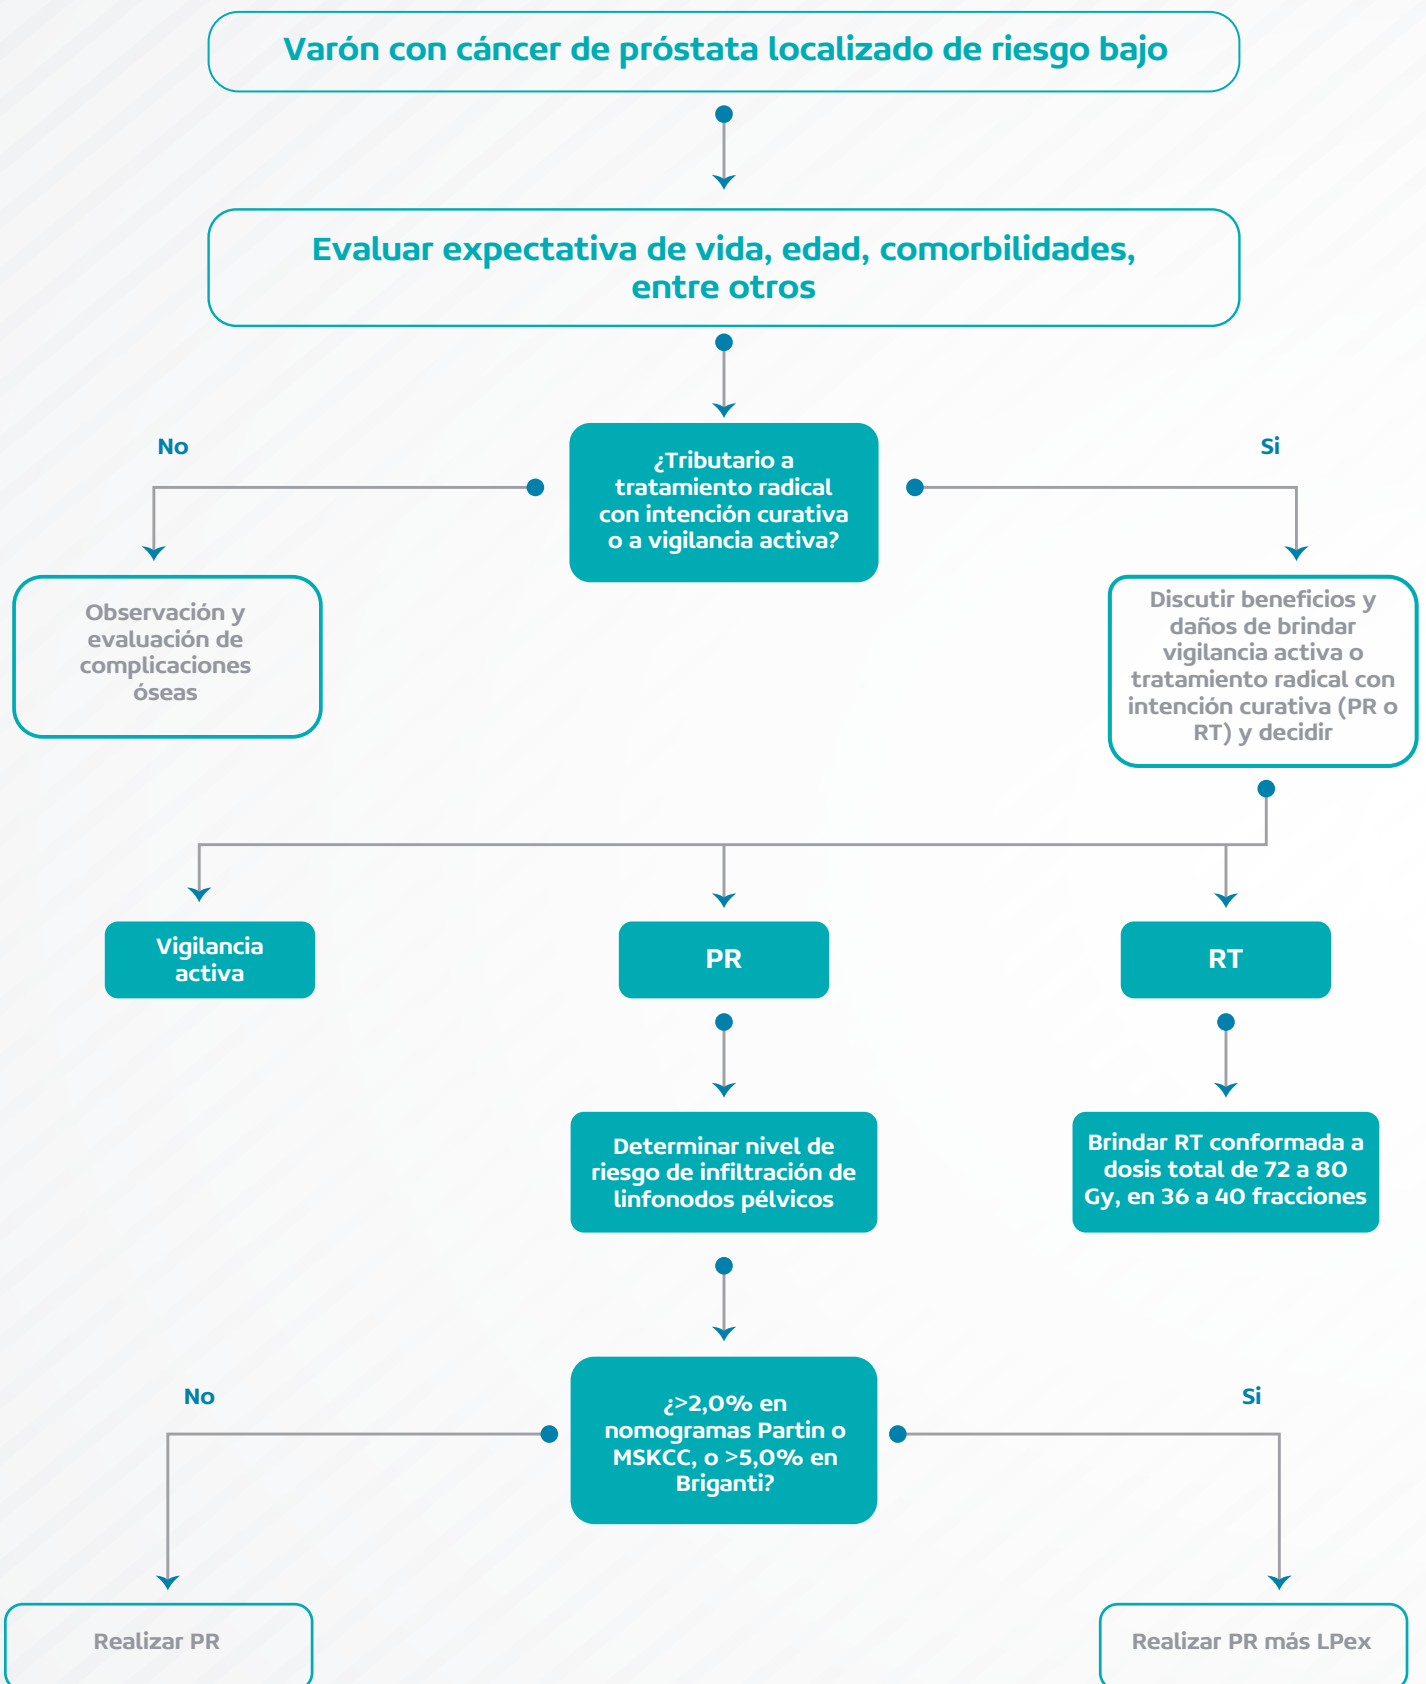 Varón con cáncer de próstata localizado de riesgo bajo
Evaluar expectativa de vida, edad, comorbilidades,
entre otros
No
¿Tributario a
tratamiento radical
con intención curativa
o a vigilancia activa?
Si
Observación y
evaluación de
complicaciones
óseas
Discutir beneficios y
daños de brindar
vigilancia activa o
tratamiento radical con
intención curativa (PR o
RT) y decidir
Vigilancia
activa
PR
RT
Determinar nivel de
riesgo de infiltración de
linfonodos pélvicos
Brindar RT conformada a
dosis total de 72 a 80
Gy, en 36 a 40 fracciones
No
¿>2,0% en
nomogramas Partin o
MSKCC, o >5,0% en
Briganti?
Si
Realizar PR
Realizar PR más LPex